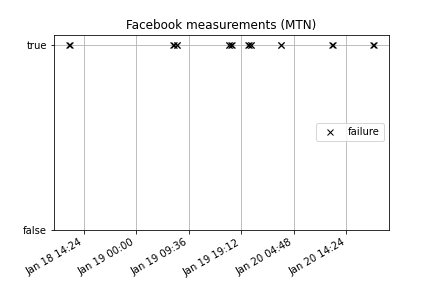 Facebook measurements (MTN)
true
failure
false
Jan 18 14:24
Jan 19 00:00
Jan 19 09:36
Jan 19 19:12
Jan 20 04:48
Jan 20 14:24